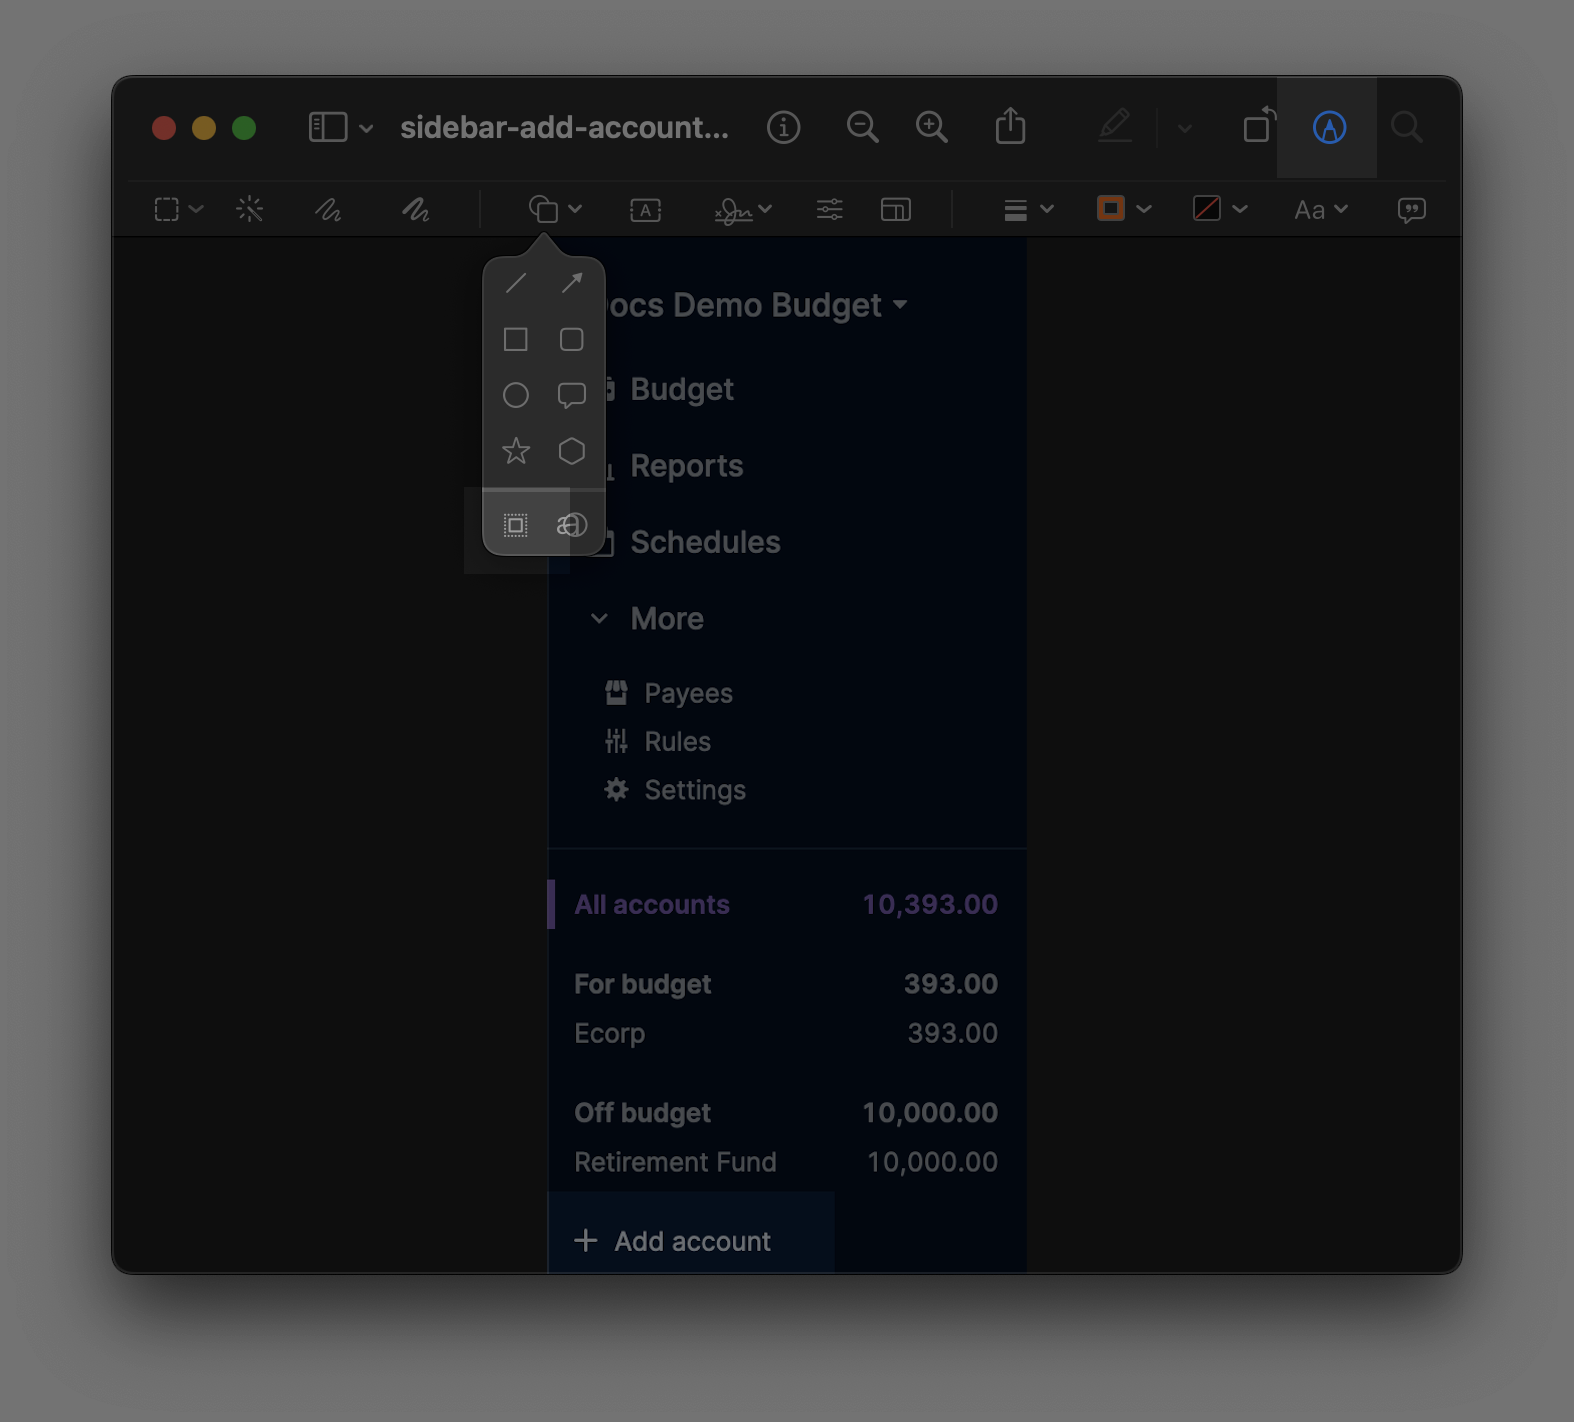 sidebar-add-account...
A
Aa
ocs Demo Budget
Budget
Reports
Schedules
a
More
Payees
Rules
Settings
All accounts 10,393.00
For budget 393.00
Ecorp 393.00
Off budget 10,000.00
Retirement Fund 10,000.00
+ Add account